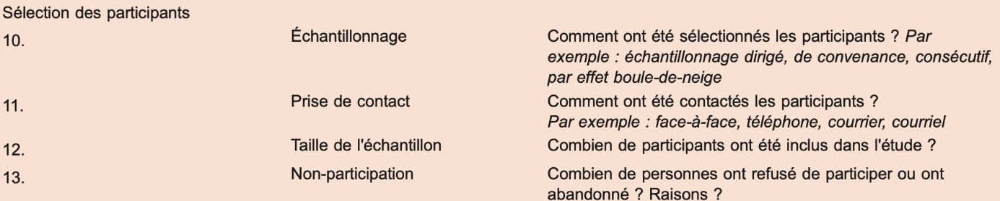 Sélection des participants
10. Échantillonnage Comment ont été sélectionnés les participants ? Par
exemple : échantillonnage dirigé, de convenance, consécutif,
par effet boule-de-neige
11. Prise de contact Comment ont été contactés les participants ?
Par exemple : face-à-face, téléphone, courrier, courriel
12. Taille de l'échantillon Combien de participants ont été inclus dans l'étude ?
13. Non-participation Combien de personnes ont refusé de participer ou ont
abandonné ? Raisons ?